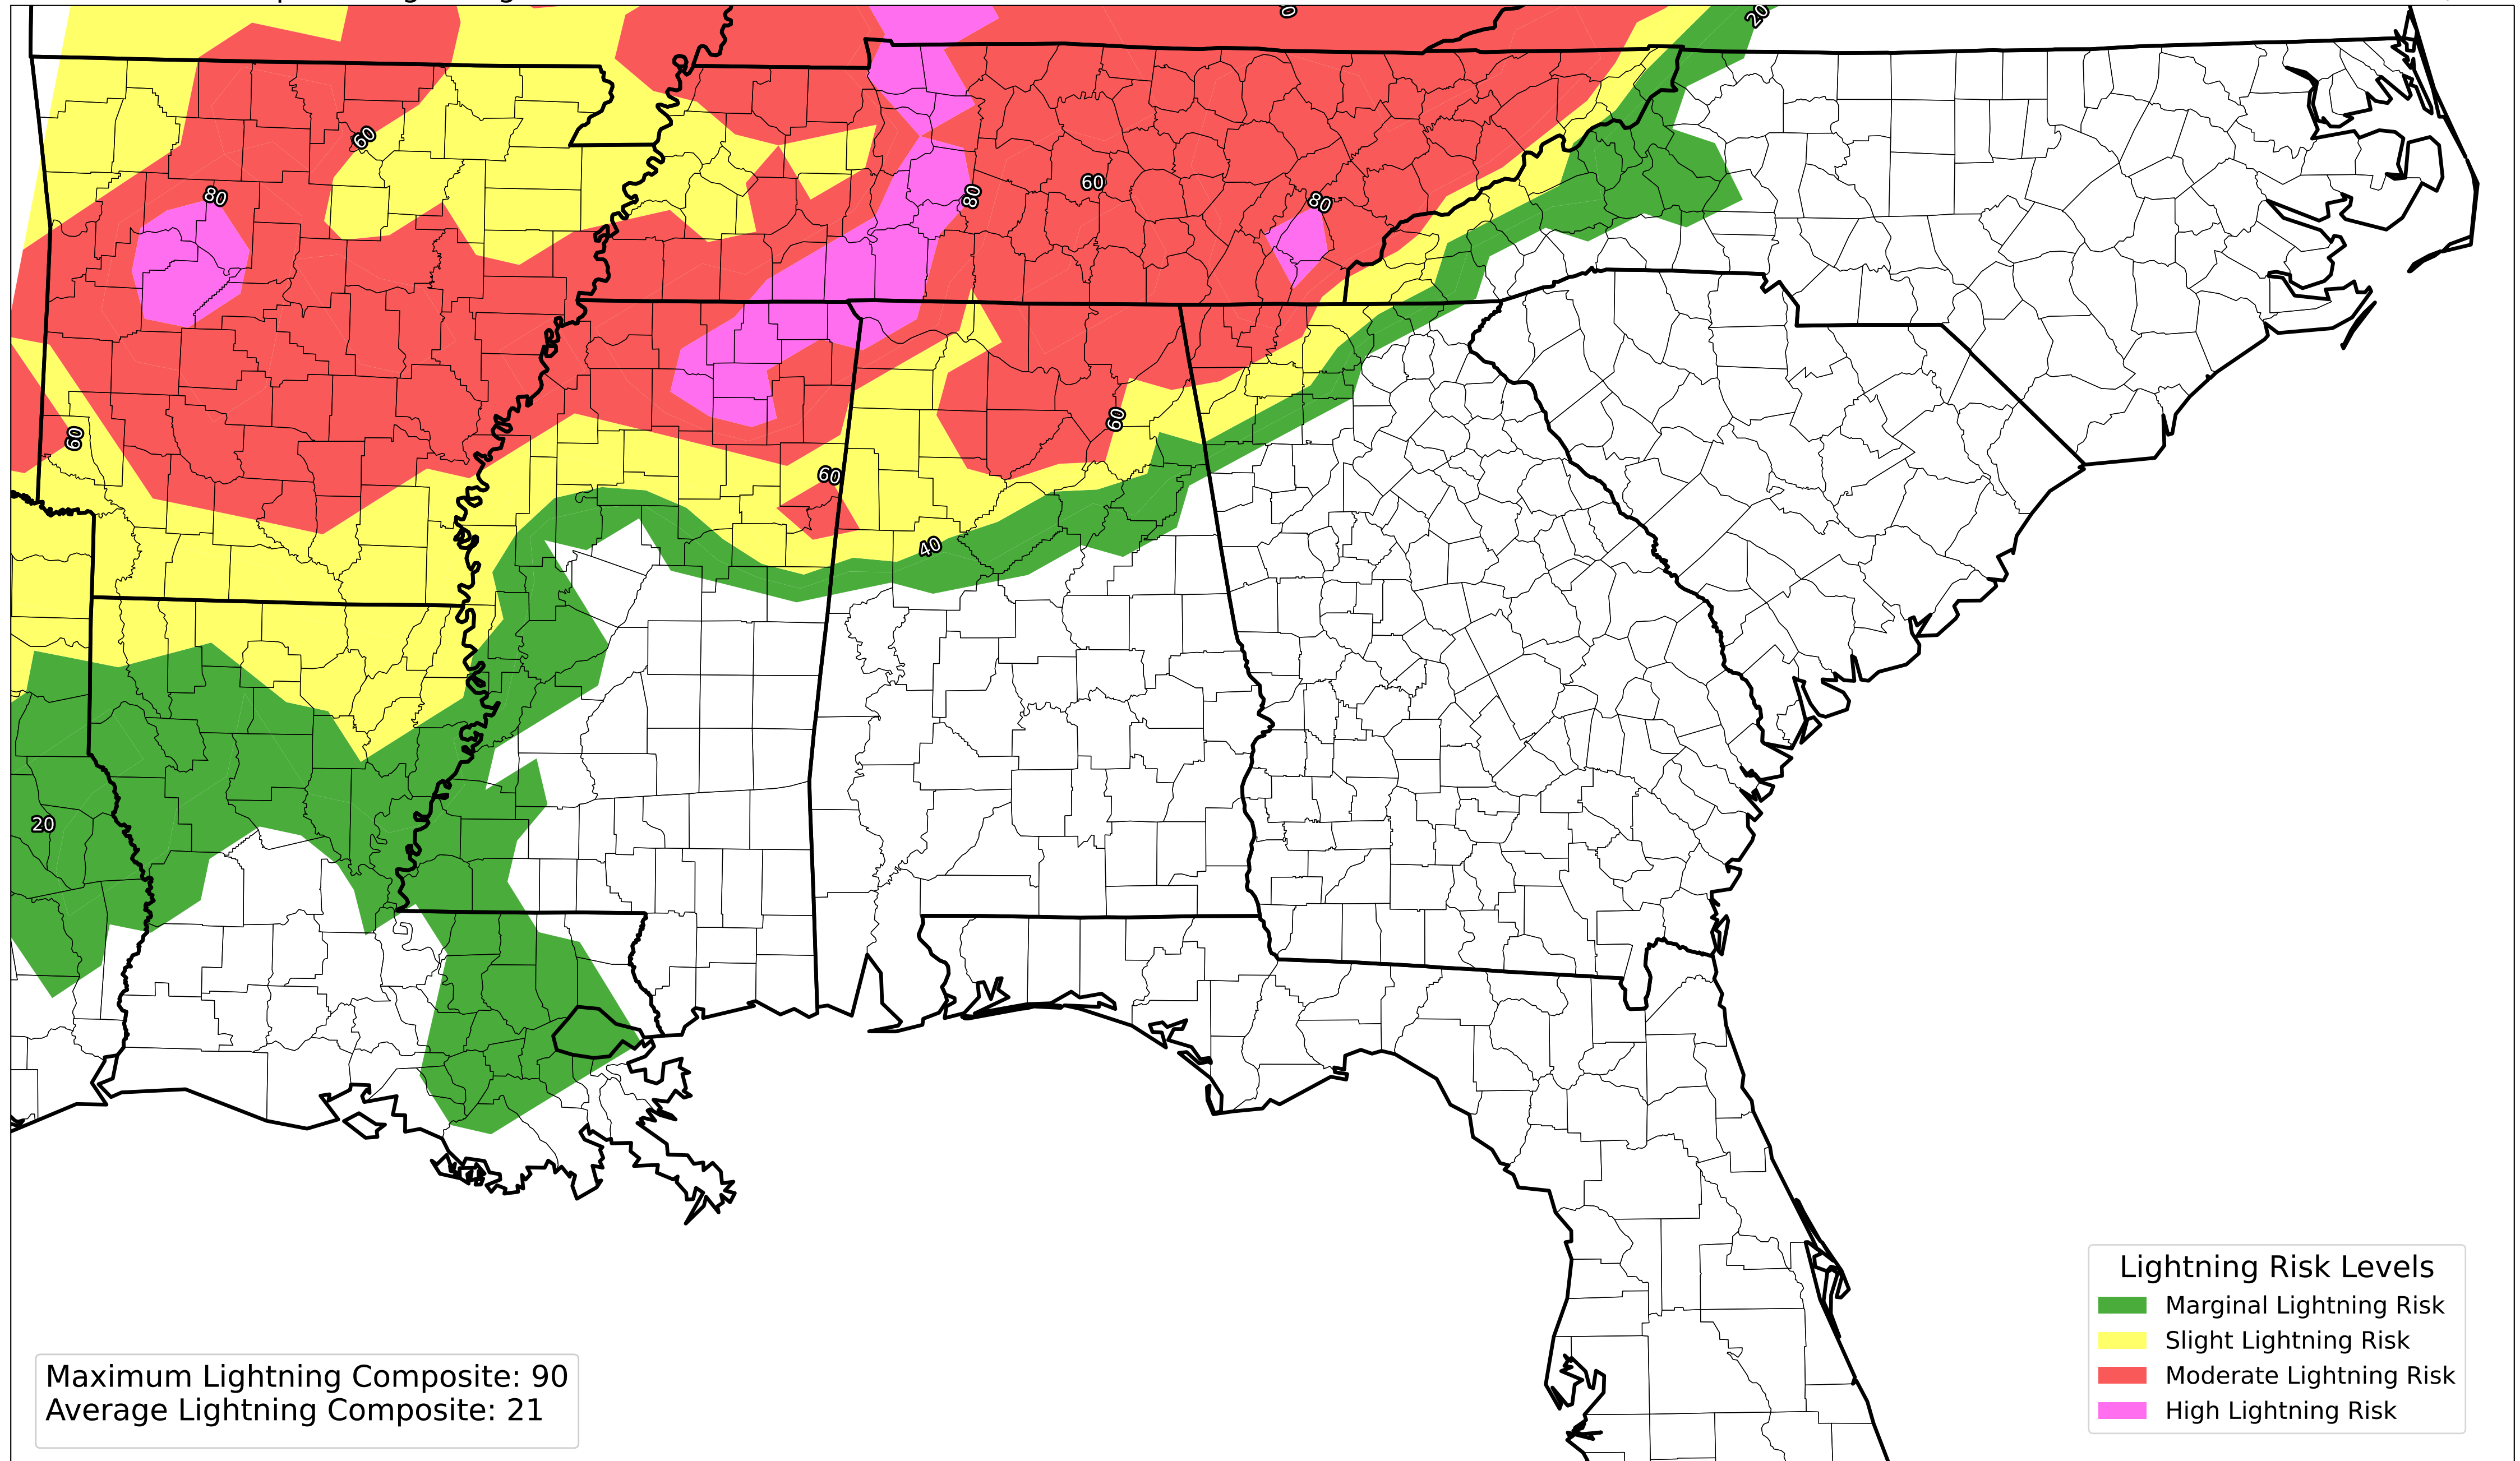 20
60
80
80
60
80
60
60
60
40
20
Lightning Risk Levels
Marginal Lightning Risk
Slight Lightning Risk
Moderate Lightning Risk
High Lightning Risk
Maximum Lightning Composite: 90
Average Lightning Composite: 21